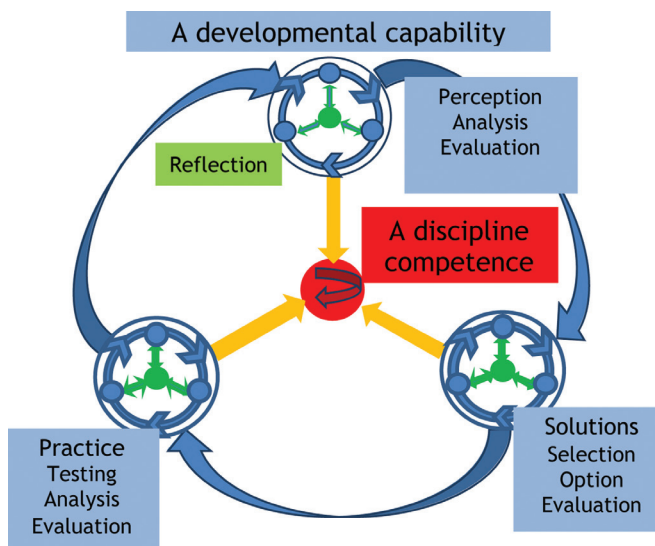 A developmental capability
Perception
Analysis
Evaluation
Reflection
A discipline
competence
Practice
Testing
Analysis
Evaluation
Solutions
Selection
Option
Evaluation